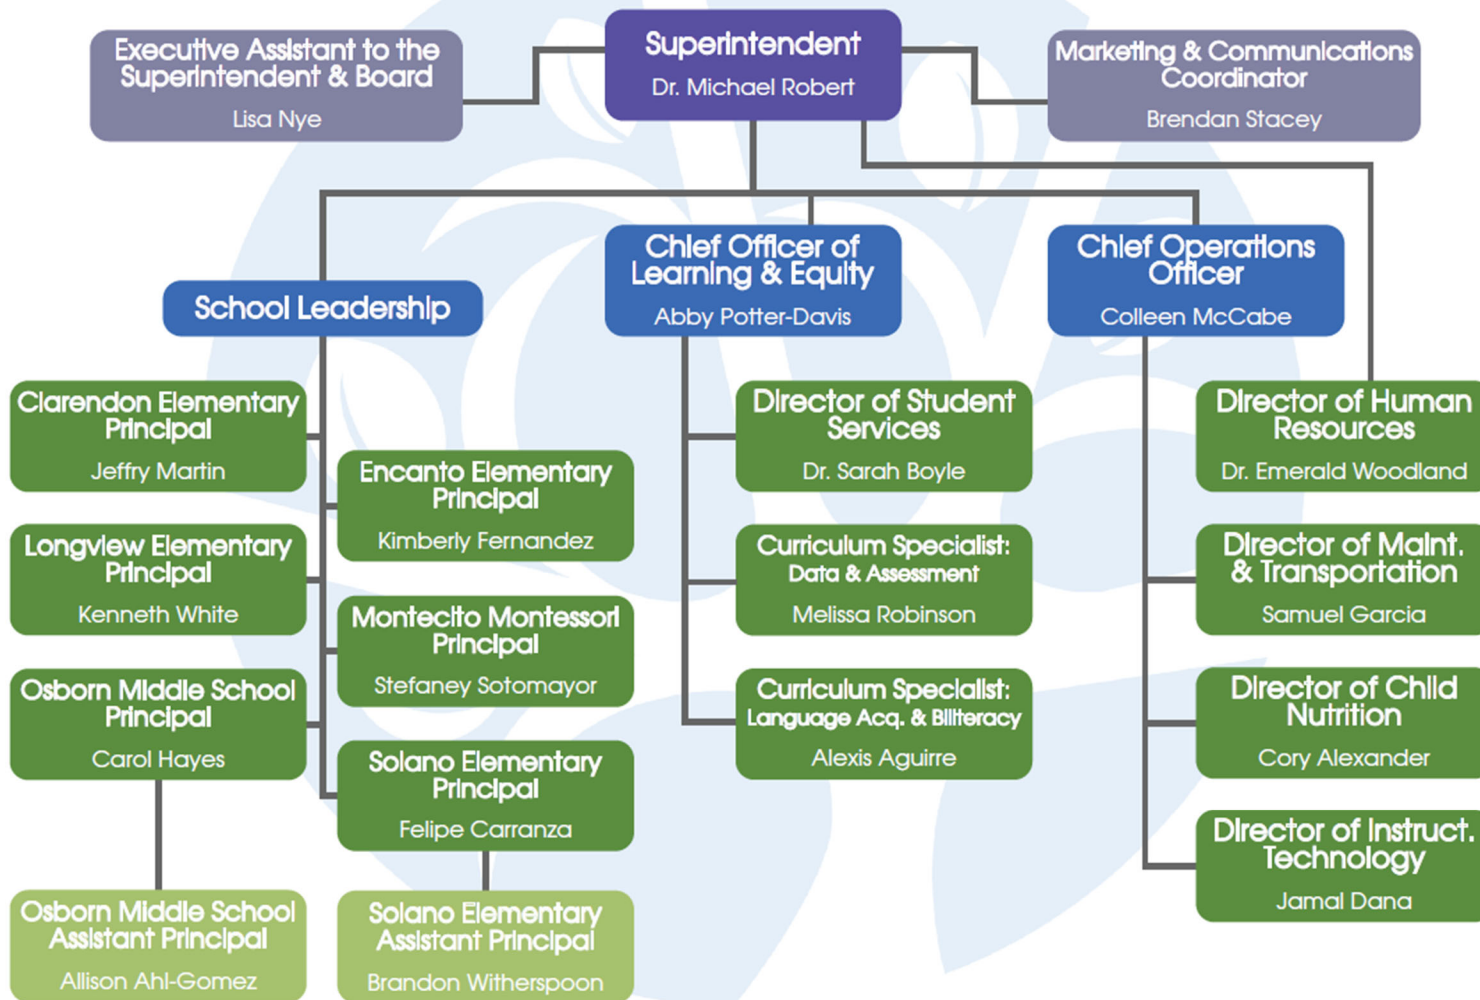 Executive Assistant to the
Superintendent & Board
Lisa Nye
Superintendent
Dr. Michael Robert
Marketing & Communications
Coordinator
Brendan Stacey
School Leadership
Chief Officer of
Learning & Equity
Abby Potter-Davis
Chief Operations
Officer
Colleen McCabe
Clarendon Elementary
Principal
Jeffry Martin
Encanto Elementary
Principal
Kimberly Fernandez
Longview Elementary
Principal
Kenneth White
Montecito Montessori
Principal
Stefaney Sotomayor
Osborn Middle School
Principal
Carol Hayes
Solano Elementary
Principal
Felipe Carranza
Osborn Middle School
Assistant Principal
Allison Ahl-Gomez
Solano Elementary
Assistant Principal
Brandon Witherspoon
Director of Student
Services
Dr. Sarah Boyle
Curriculum Specialist:
Data & Assessment
Melissa Robinson
Curriculum Specialist:
Language Acq. & Biliteracy
Alexis Aguirre
Director of Human
Resources
Dr. Emerald Woodland
Director of Maint.
& Transportation
Samuel Garcia
Director of Child
Nutrition
Cory Alexander
Director of Instruct.
Technology
Jamal Dana